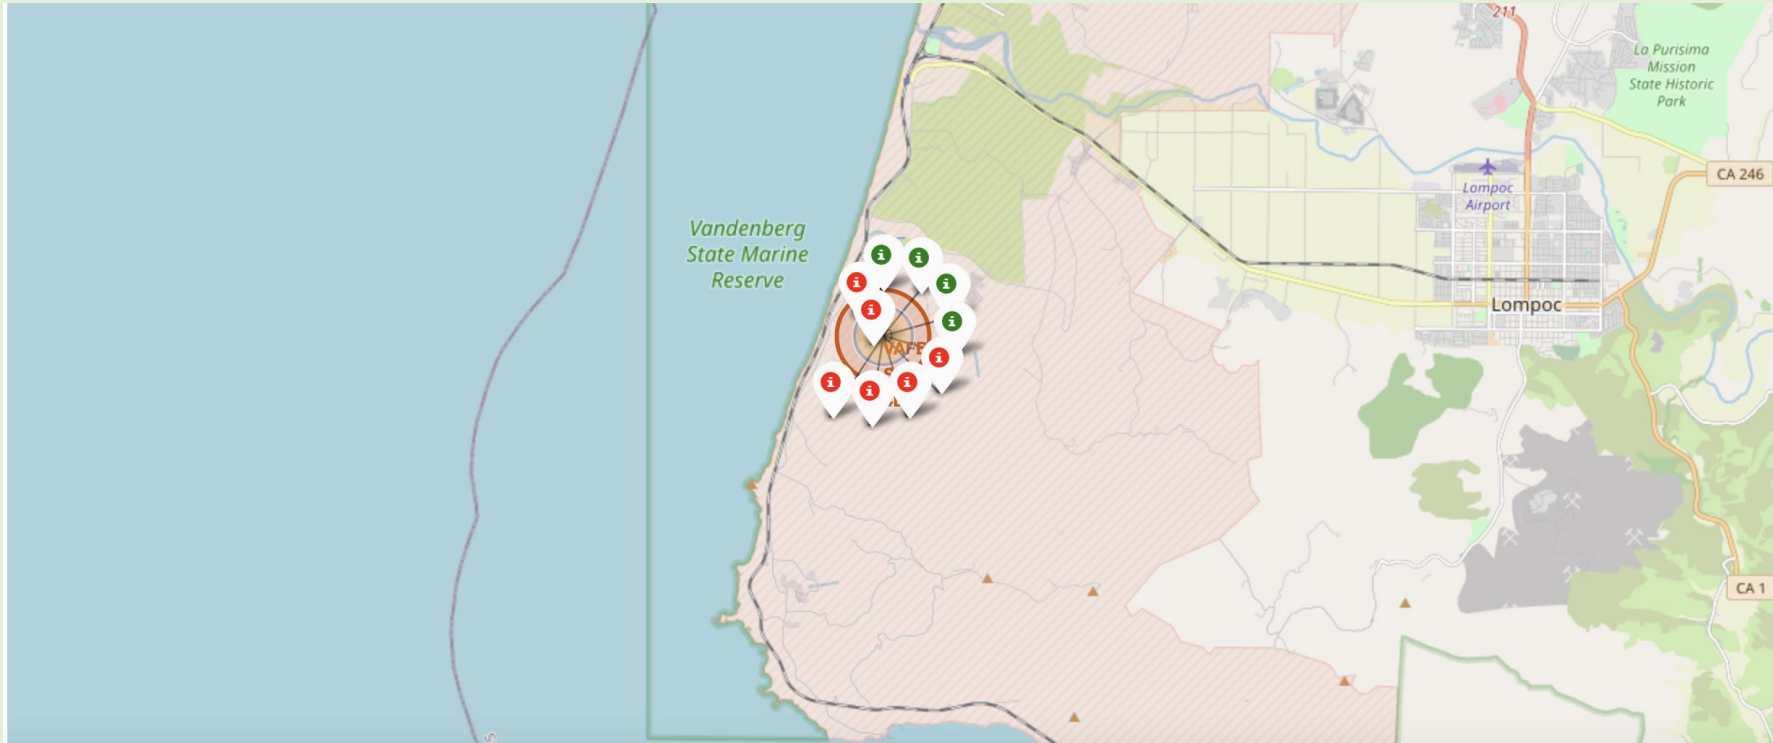 211
La Purisima
Mission
State Historic
Park
CA 246
Lompoc
Airport
Vandenberg
State Marine
Reserve
Lompoc
CA 1